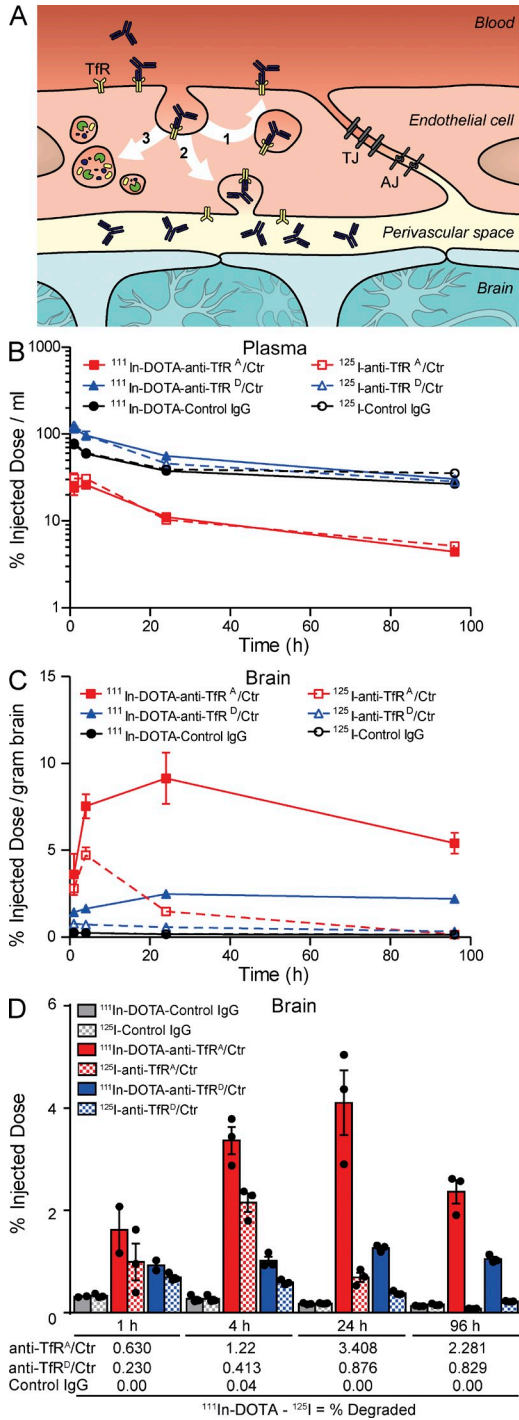 A
Blood
TfR
Endothelial cell
3
2
1
TJ
AJ
Perivascular space
Brain
B
Plasma
¹¹¹In-DOTA-anti-TfR ᴬ/Ctr
¹²⁵I-anti-TfR ᴬ/Ctr
¹¹¹In-DOTA-anti-TfR ᴰ/Ctr
¹²⁵I-anti-TfR ᴰ/Ctr
¹¹¹In-DOTA-Control IgG
¹²⁵I-Control IgG
% Injected Dose / ml
1000
100
10
1
0 20 40 60 80 100
Time (h)
C
Brain
¹¹¹In-DOTA-anti-TfR ᴬ/Ctr
¹²⁵I-anti-TfRᴬ/Ctr
¹¹¹In-DOTA-anti-TfR ᴰ/Ctr
¹²⁵I-anti-TfRᴰ/Ctr
¹¹¹In-DOTA-Control IgG
¹²⁵I-Control IgG
% Injected Dose / gram brain
15
10
5
0
0 20 40 60 80 100
Time (h)
D
Brain
¹¹¹In-DOTA-Control IgG
¹²⁵I-Control IgG
¹¹¹In-DOTA-anti-TfRᴬ/Ctr
¹²⁵I-anti-TfRᴬ/Ctr
¹¹¹In-DOTA-anti-TfRᴰ/Ctr
¹²⁵I-anti-TfRᴰ/Ctr
% Injected Dose
6
4
2
0
1 h 4 h 24 h 96 h
anti-TfRᴬ/Ctr 0.630 1.22 3.408 2.281
anti-TfRᴰ/Ctr 0.230 0.413 0.876 0.829
Control IgG 0.00 0.04 0.00 0.00
¹¹¹In-DOTA - ¹²⁵I = % Degraded